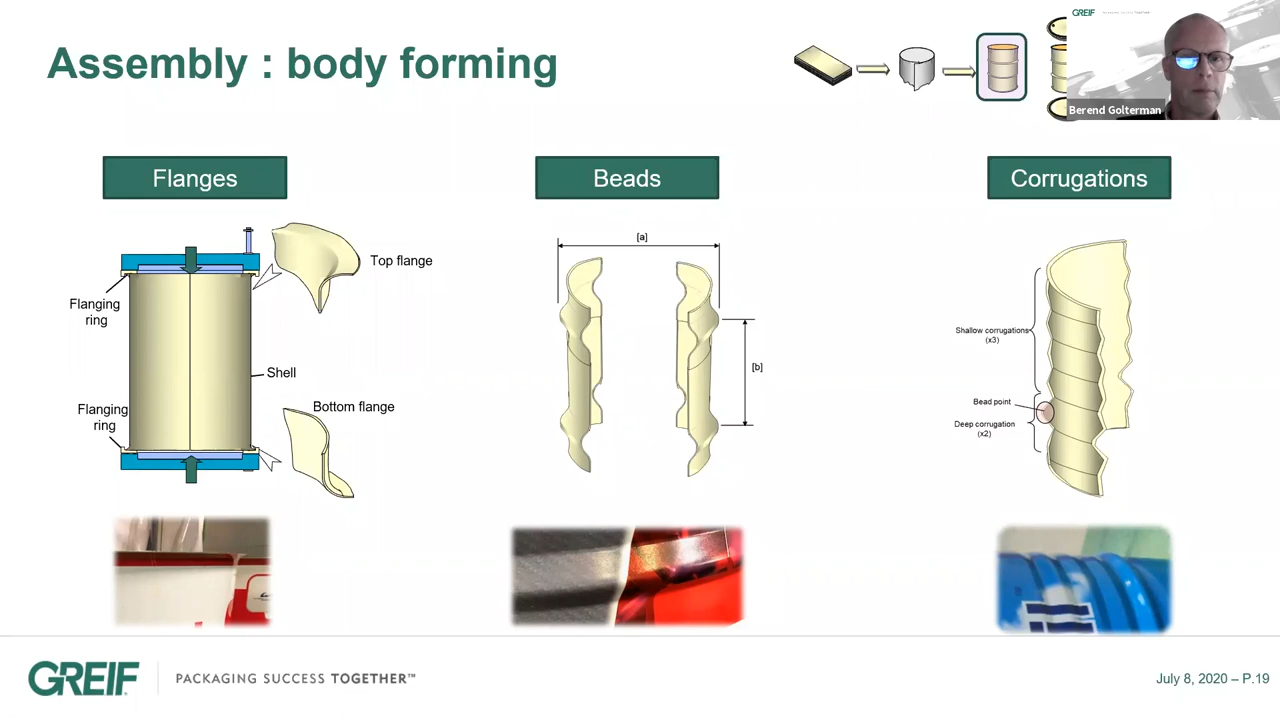 Assembly : body forming
GREIF
Berend Golterman
Flanges
Beads
Corrugations
Top flange
Flanging
ring
Shell
Flanging
ring
Bottom flange
[a]
[b]
Shallow corrugations
(x3)
Bead point
Deep corrugation
(x2)
GREIF
PACKAGING SUCCESS TOGETHER™
July 8, 2020 – P.19